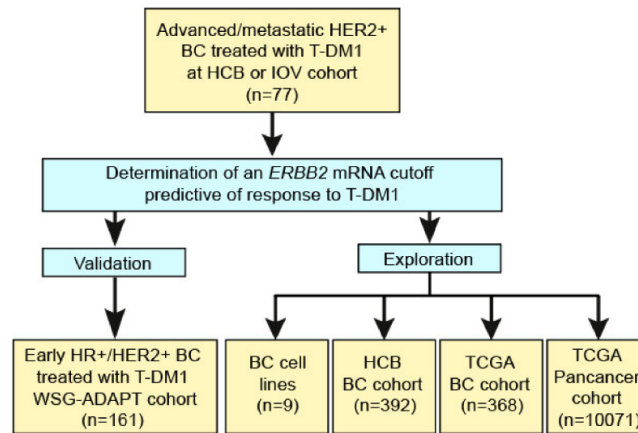 Advanced/metastatic HER2+
BC treated with T-DM1
at HCB or IOV cohort
(n=77)
Determination of an ERBB2 mRNA cutoff
predictive of response to T-DM1
Validation
Exploration
Early HR+/HER2+ BC
treated with T-DM1
WSG-ADAPT cohort
(n=161)
BC cell
lines
(n=9)
HCB
BC cohort
(n=392)
TCGA
BC cohort
(n=368)
TCGA
Pancancer
cohort
(n=10071)